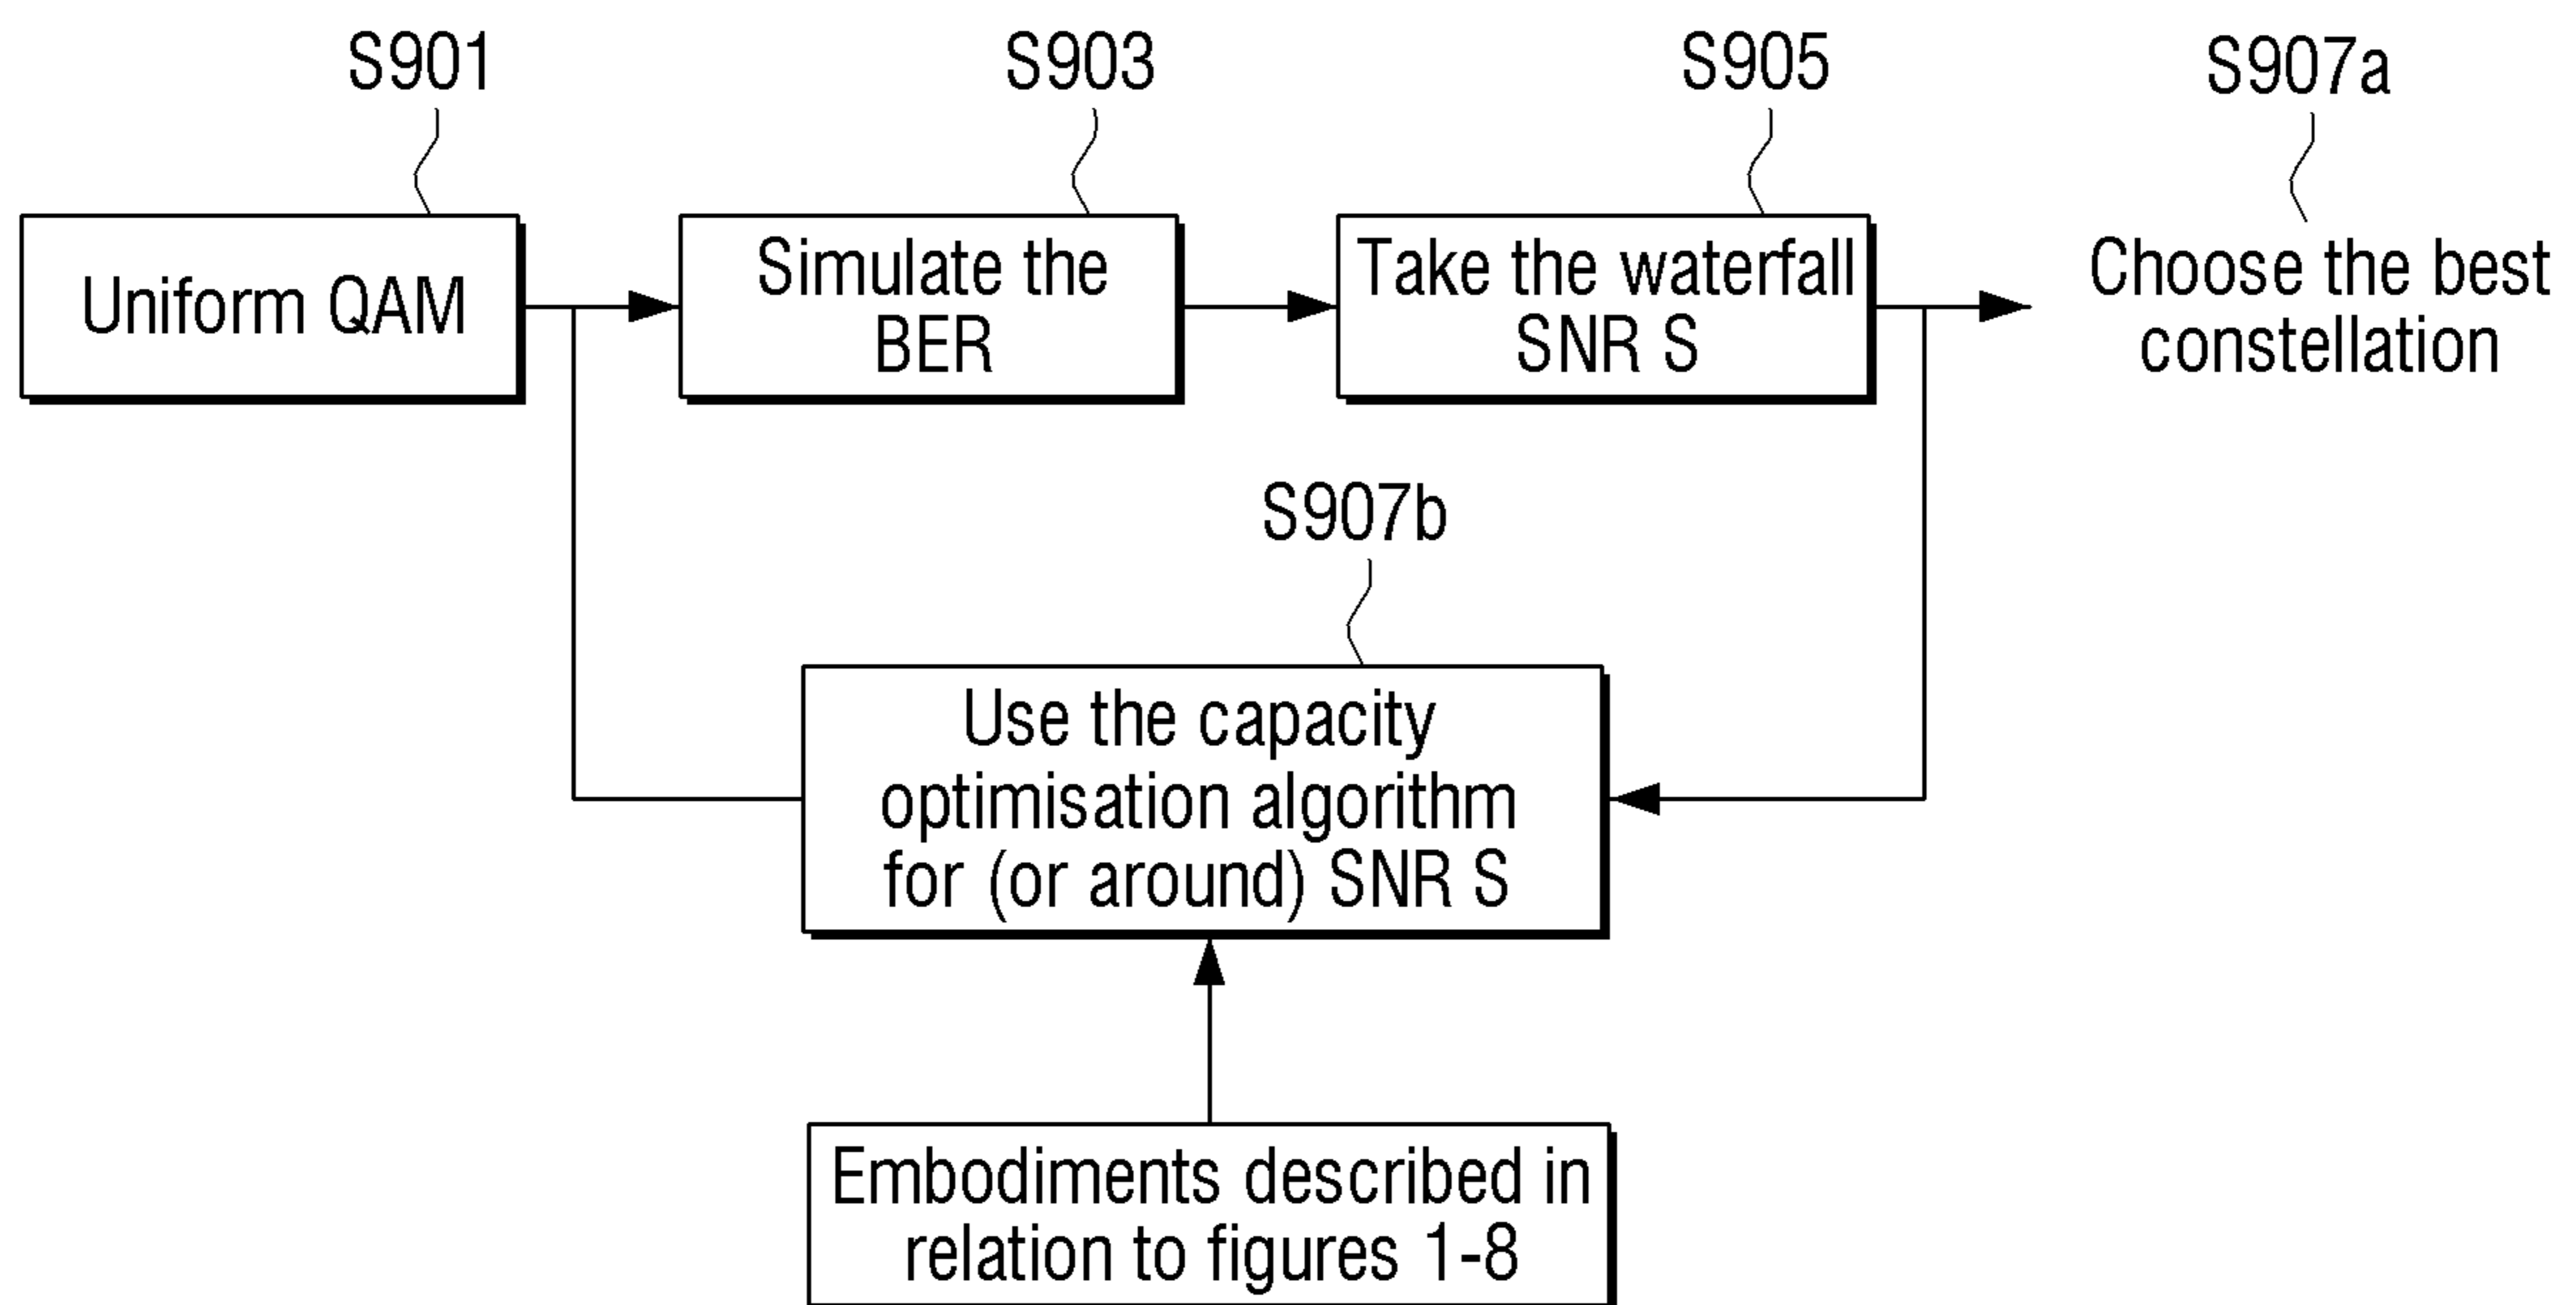 S901
S903
S905
S907a
Uniform QAM
Simulate the
BER
Take the waterfall
SNR S
Choose the best
constellation
S907b
Use the capacity
optimisation algorithm
for (or around) SNR S
Embodiments described in
relation to figures 1-8